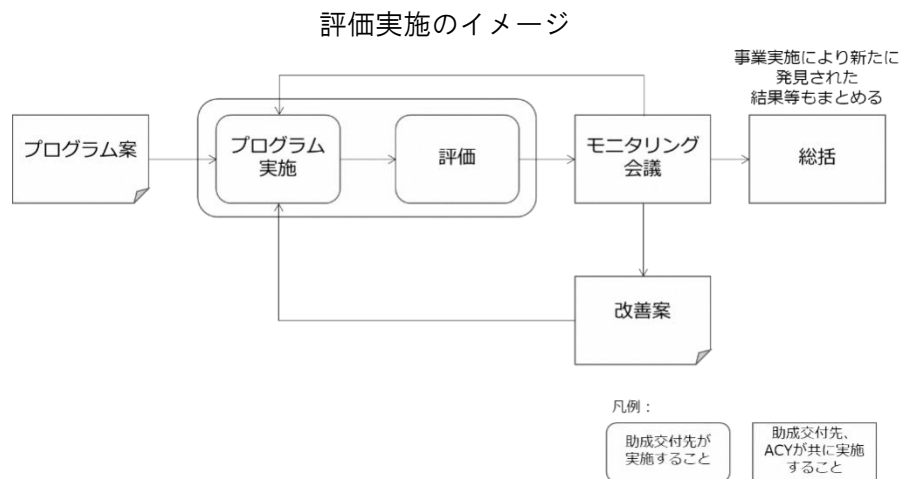 評価実施のイメージ
事業実施により新たに
発見された
結果等もまとめる
プログラム案
プログラム
実施
評価
モニタリング
会議
総括
改善案
凡例：
助成交付先が
実施すること
助成交付先、
ACYが共に実施
すること